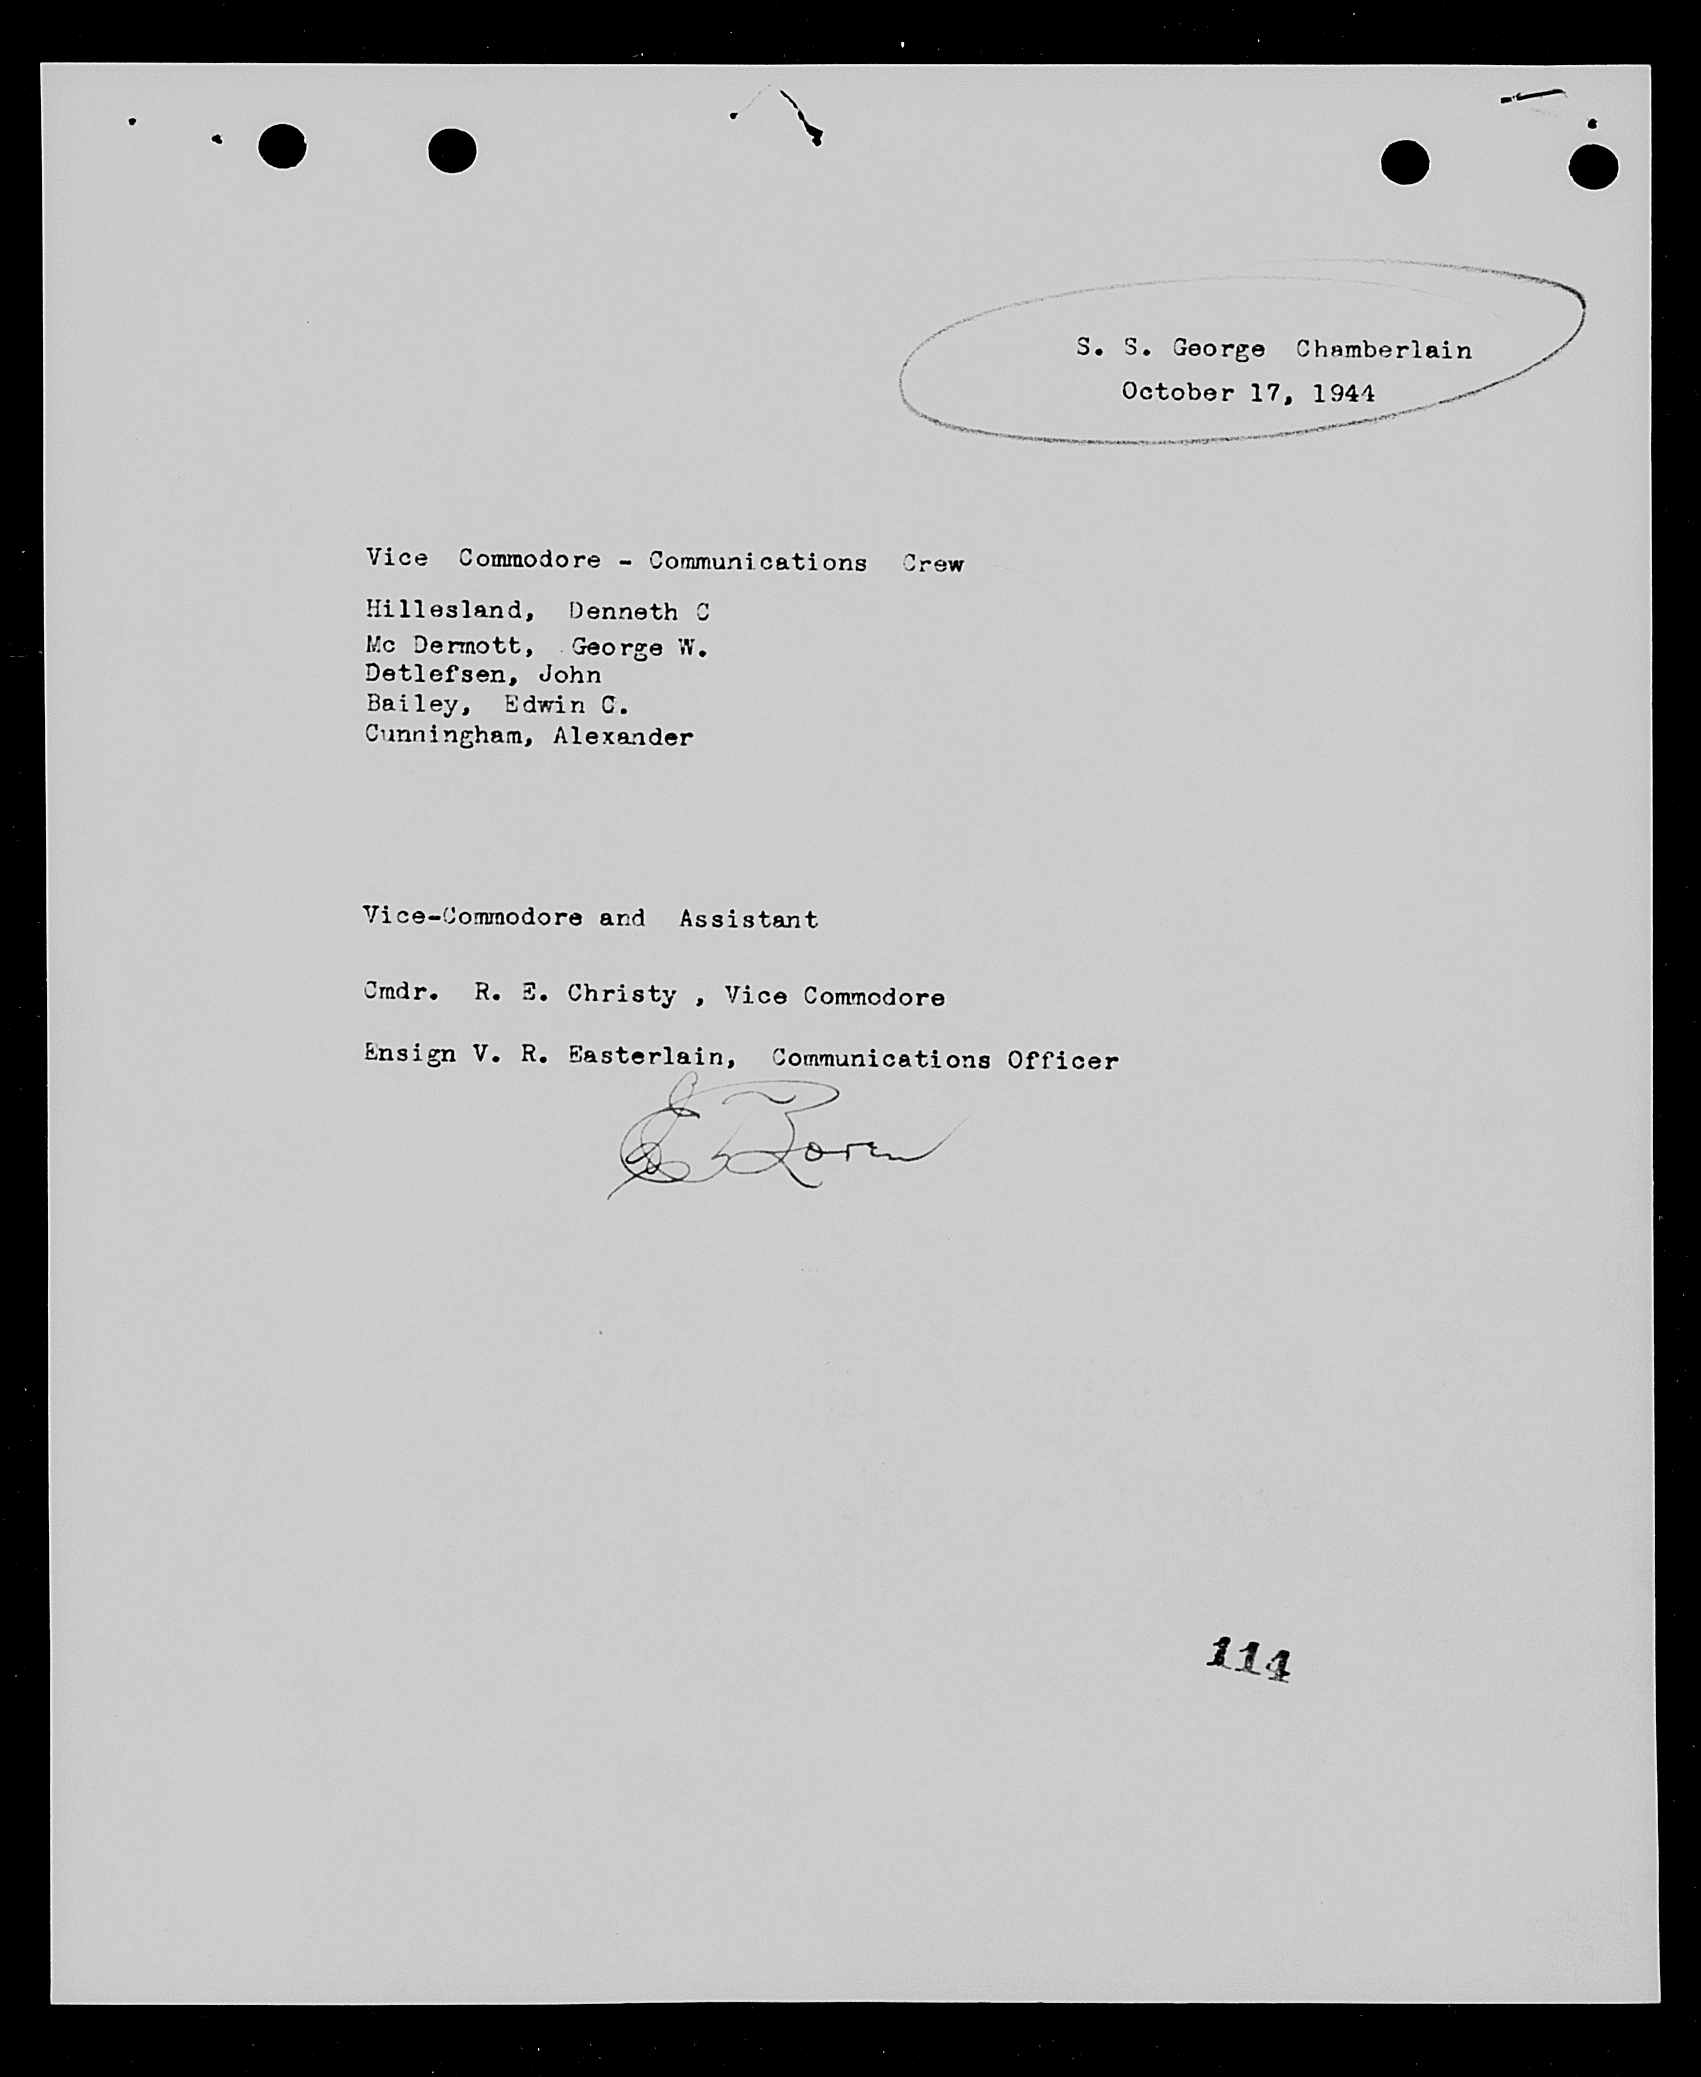 S. S. George Chamberlain
October 17, 1944
Vice Commodore - Communications Crew
Hillesland, Denneth C
Mc Dermott, George W.
Detlefsen, John
Bailey, Edwin C.
Cunningham, Alexander
Vice-Commodore and Assistant
Cmdr. R. E. Christy , Vice Commodore
Ensign V. R. Easterlain, Communications Officer
114